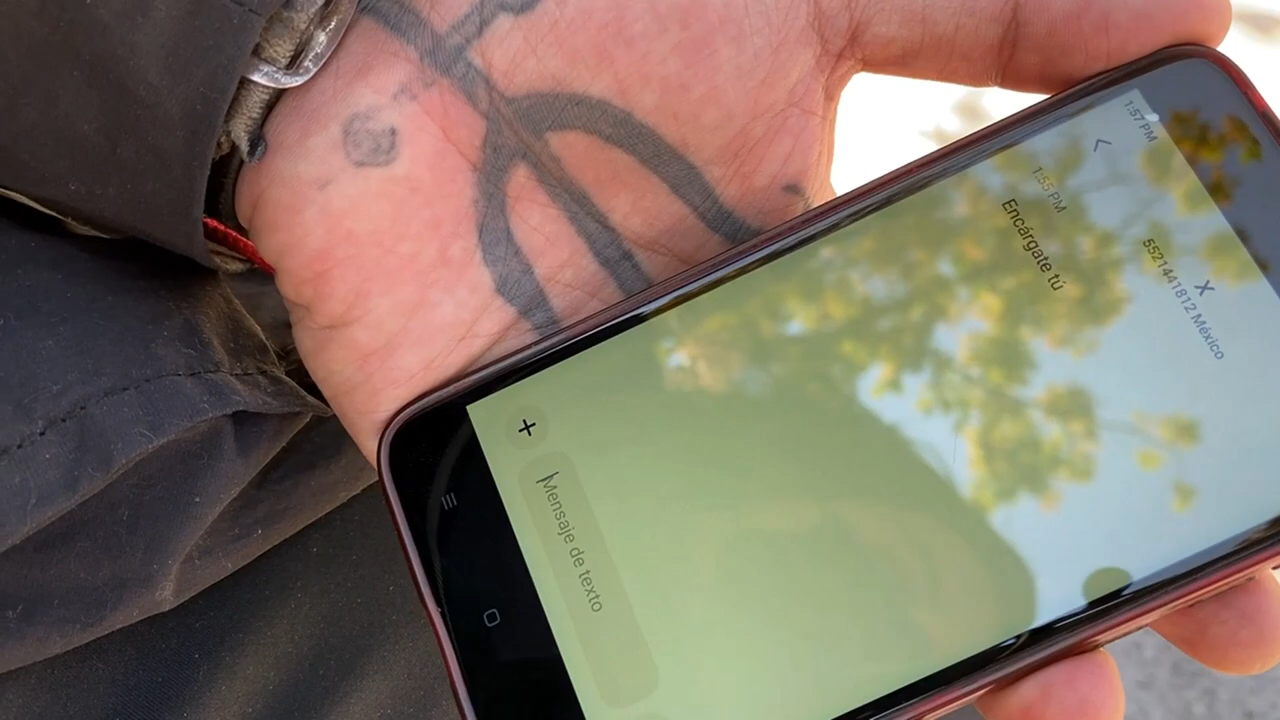 1:57 PM
X
5521441812 México
1:55 PM
Encárgate tú
Mensaje de texto